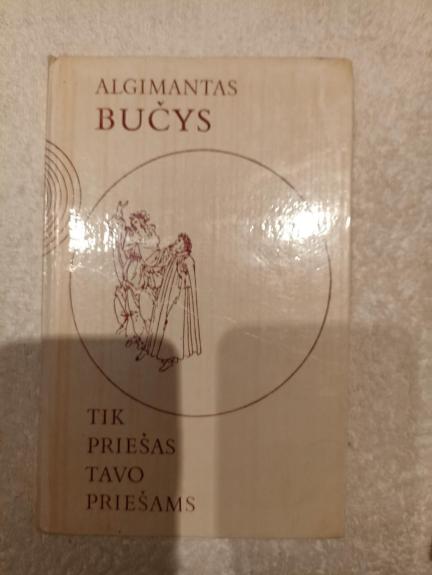 ALGIMANTAS
BUČYS
TIK
PRIEŠAS
TAVO
PRIEŠAMS